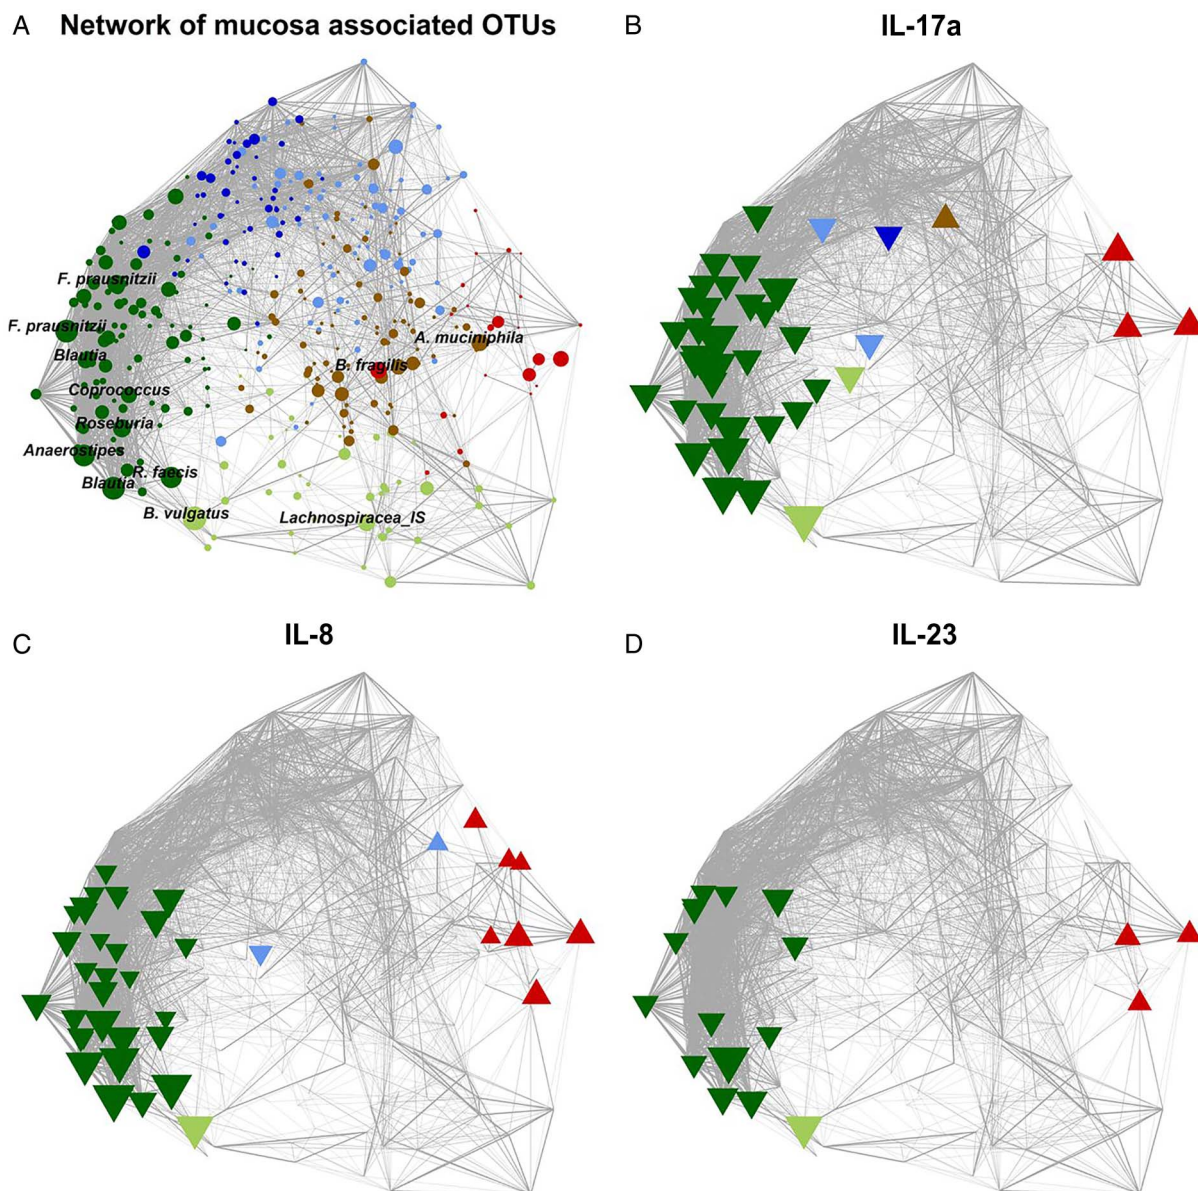 A Network of mucosa associated OTUs
B IL-17a
F. prausnitzii
F. prausnitzii
A. muciniphila
Blautia
B. fragilis
Coprococcus
Roseburia
Anaerostipes
R. faecis
Blautia
B. vulgatus
Lachnospiracea_IS
C IL-8
D IL-23